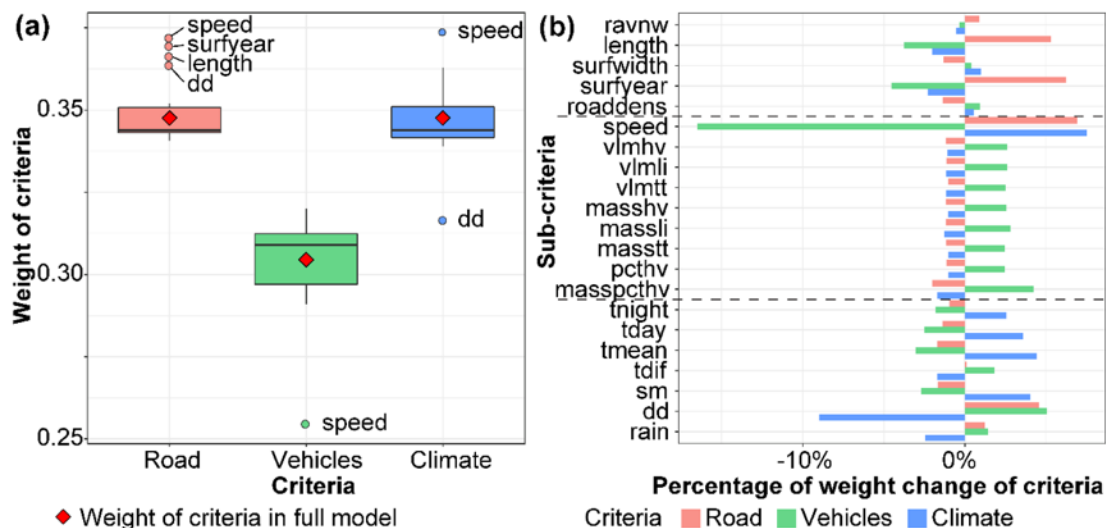 (a)
speed
surfyear
length
dd
speed
dd
speed
0.35
0.30
0.25
Weight of criteria
Road
Vehicles
Climate
Criteria
Weight of criteria in full model
(b)
Sub-criteria
ravnw
length
surfwidth
surfyear
roaddens
speed
vlmhv
vlmli
vlmtt
masshv
massli
masstt
pcthv
masspcthv
tnight
tday
tmean
tdif
sm
dd
rain
-10%
0%
Percentage of weight change of criteria
Criteria
Road
Vehicles
Climate